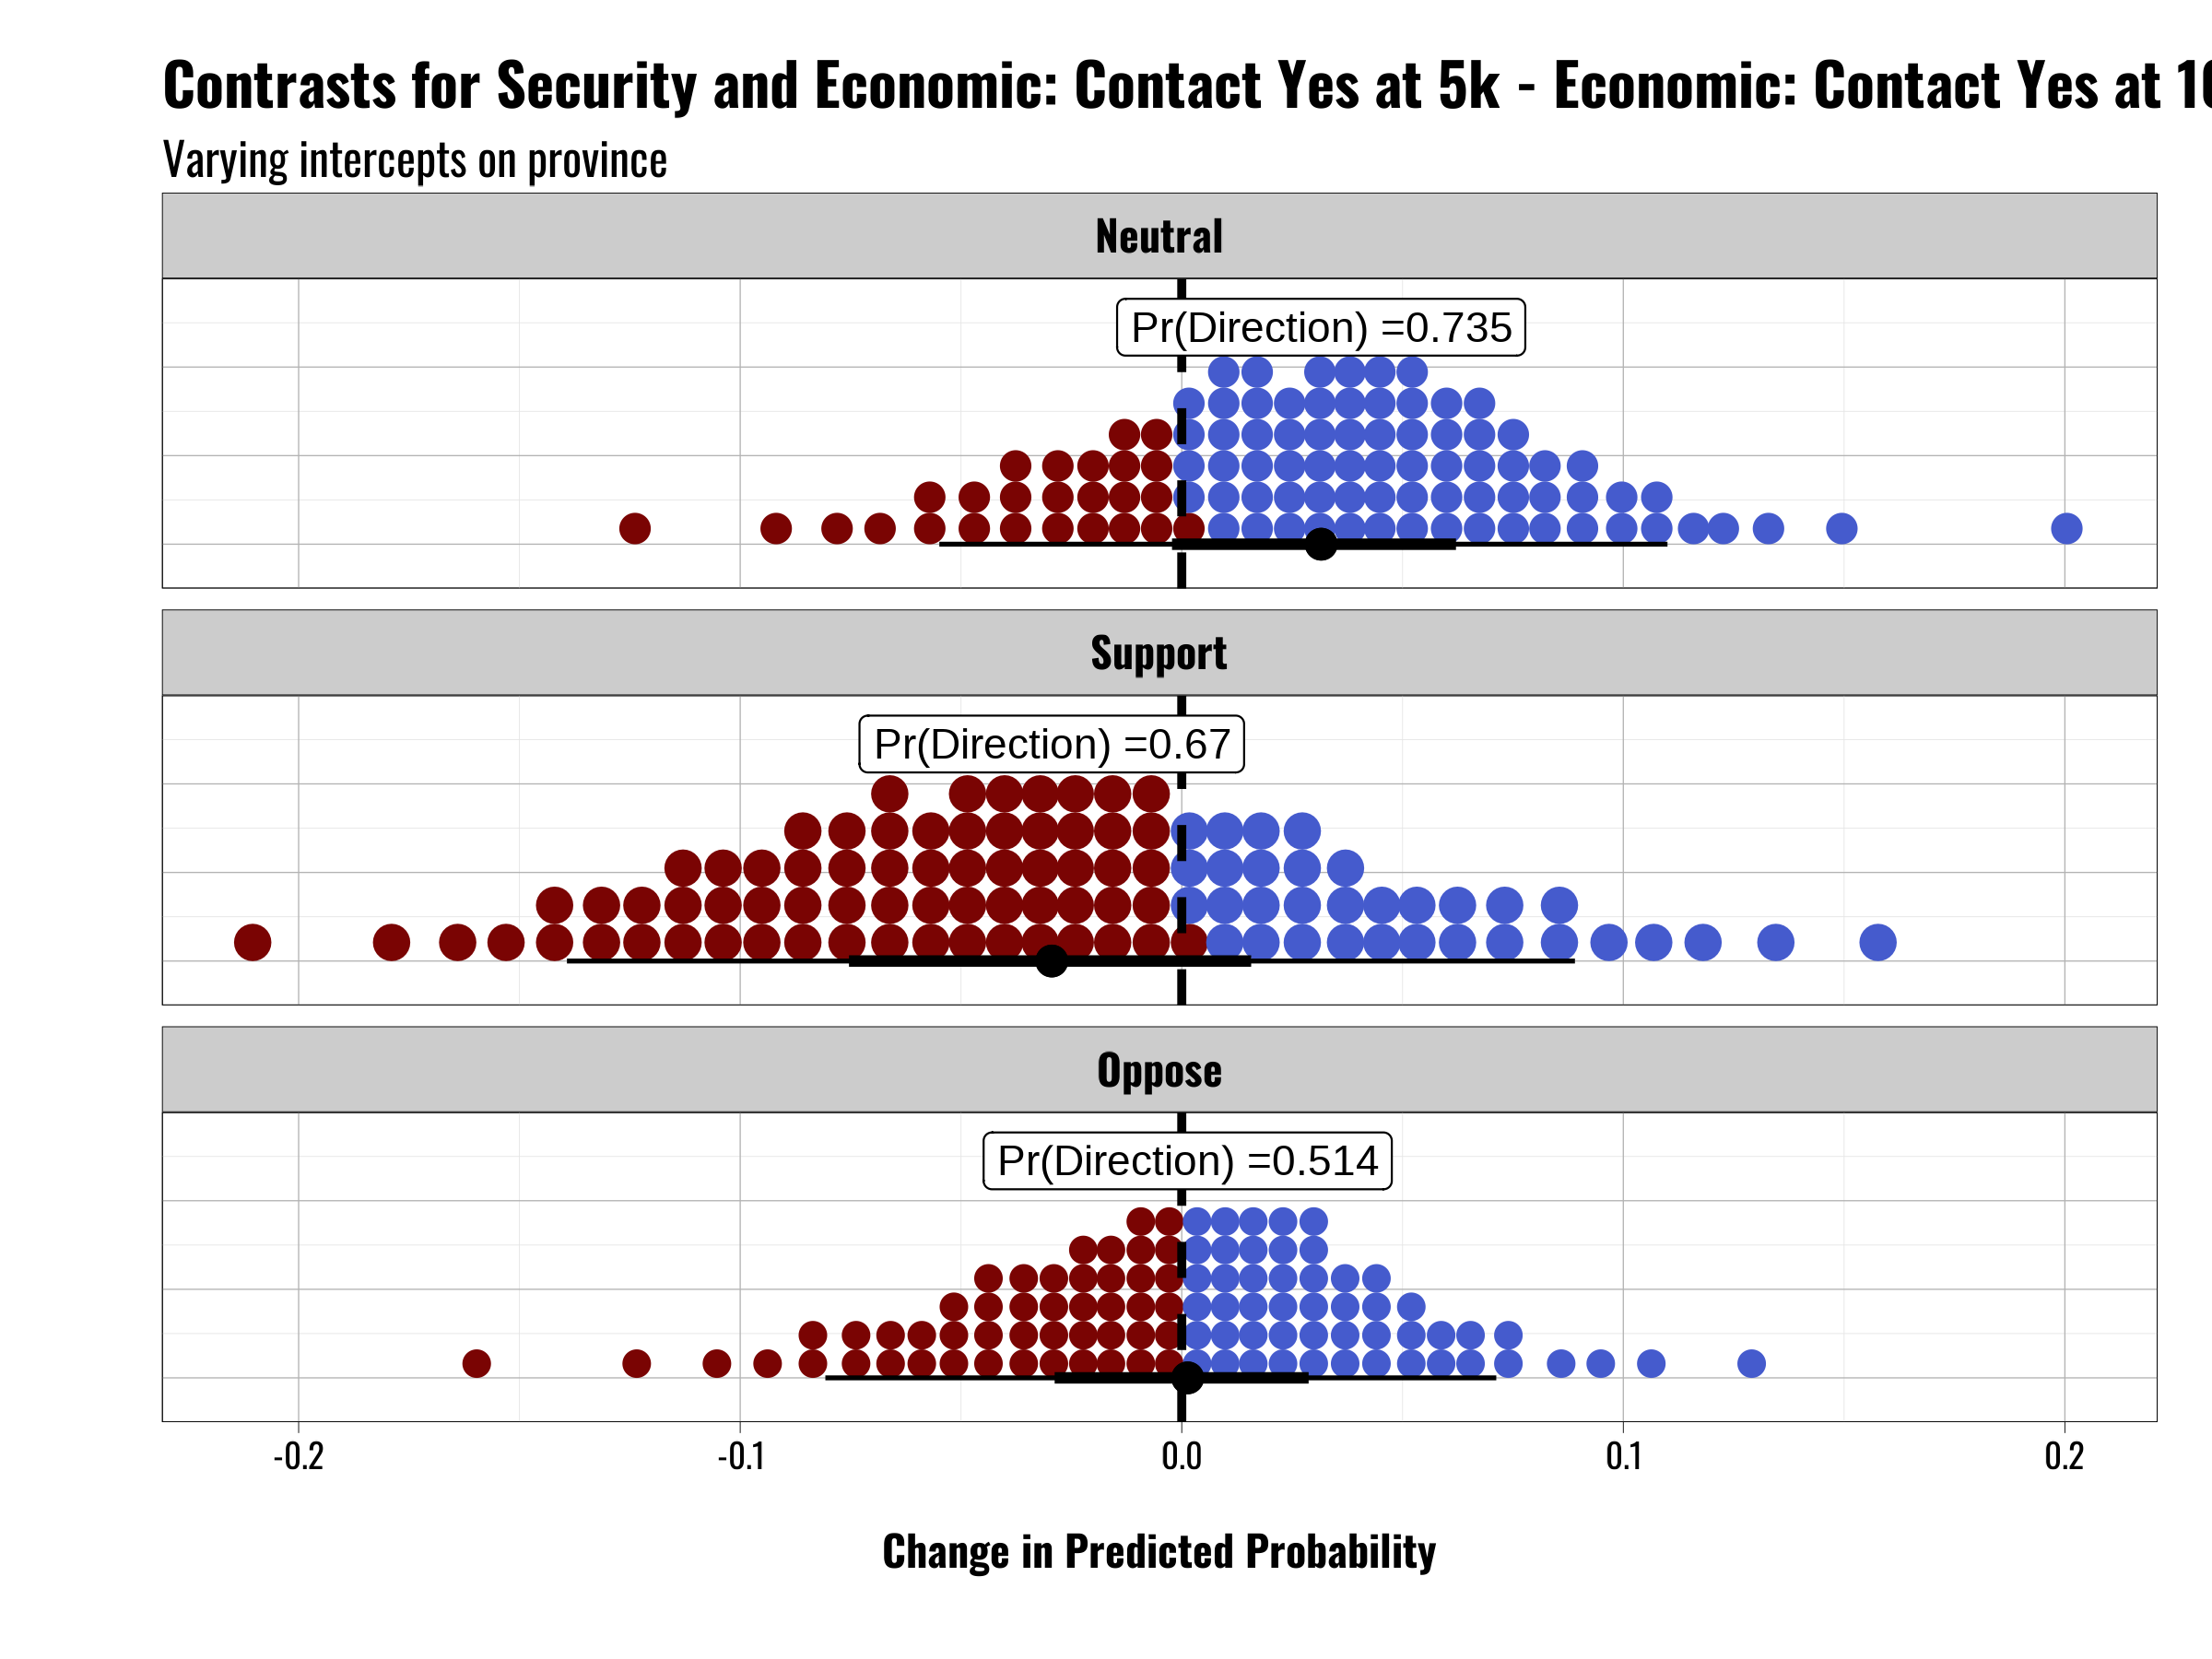 Contrasts for Security and Economic: Contact Yes at 5k - Economic: Contact Yes at
Varying intercepts on province
Neutral
Pr(Direction) =0.735
Support
Pr(Direction) =0.67
Oppose
Pr(Direction) =0.514
-0.2 -0.1 0.0 0.1 0.2
Change in Predicted Probability